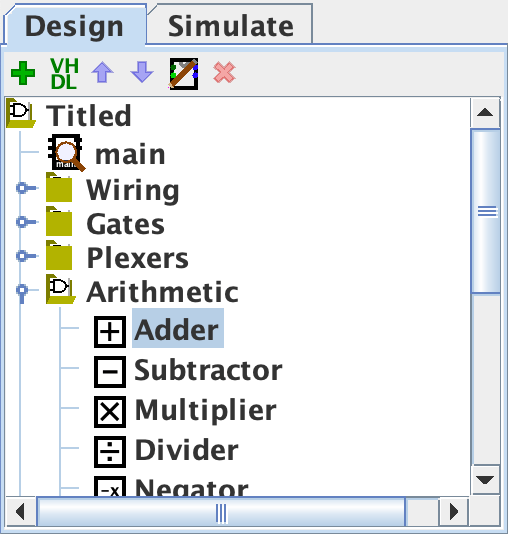 Design Simulate
VH
DL
Titled
main
Wiring
Gates
Plexers
Arithmetic
Adder
Subtractor
Multiplier
Divider
-x Negator